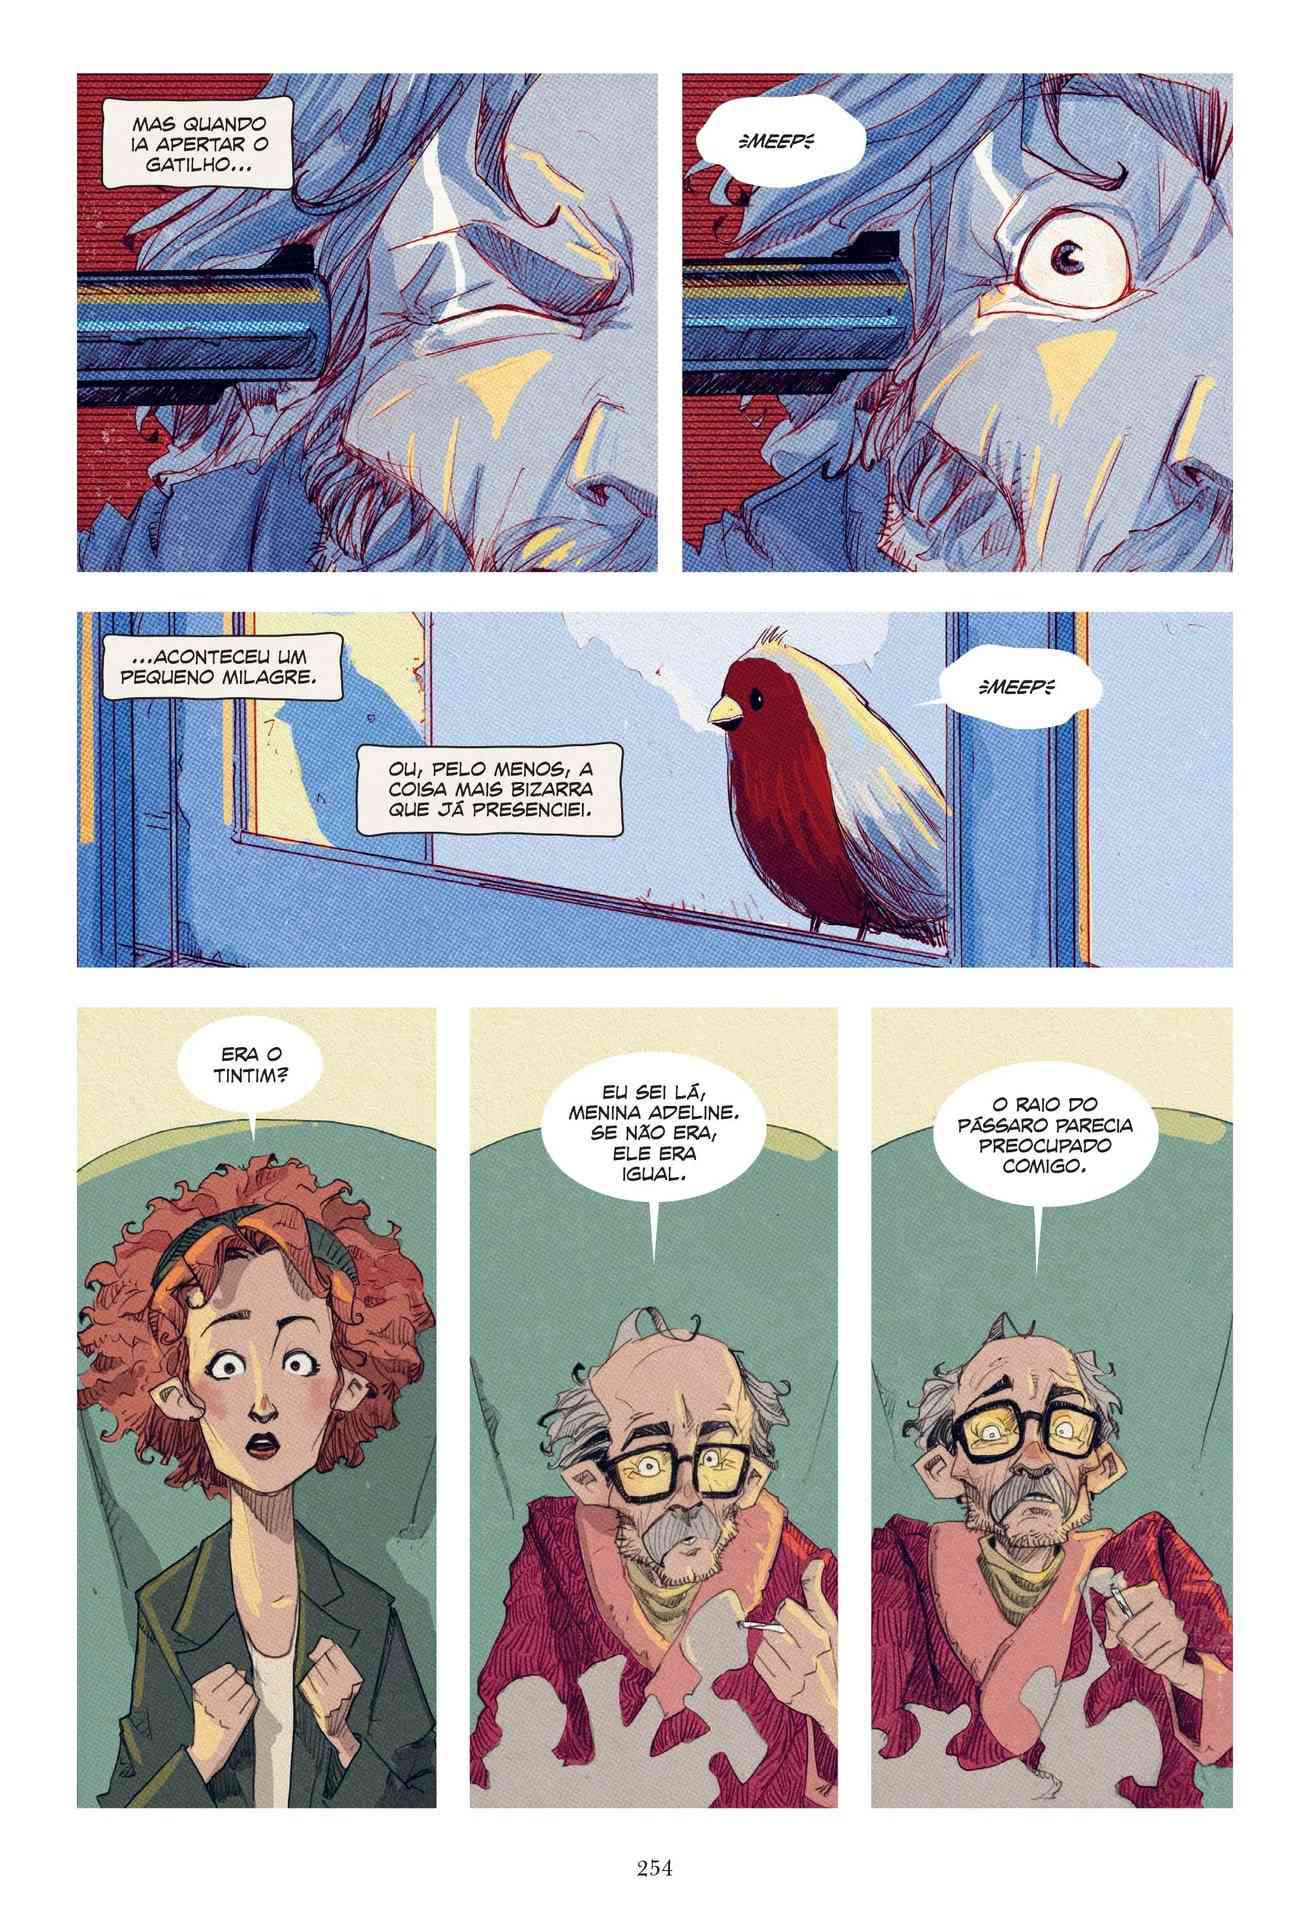 MAS QUANDO
IA APERTAR O
GATILHO...
MEEP
...ACONTECEU UM
PEQUENO MILAGRE.
OU, PELO MENOS, A
COISA MAIS BIZARRA
QUE JÁ PRESENCIEI.
MEEP
ERA O
TINTIM?
EU SEI LÁ,
MENINA ADELINE.
SE NÃO ERA,
ELE ERA
IGUAL.
O RAIO DO
PÁSSARO PARECIA
PREOCUPADO
COMIGO.
254